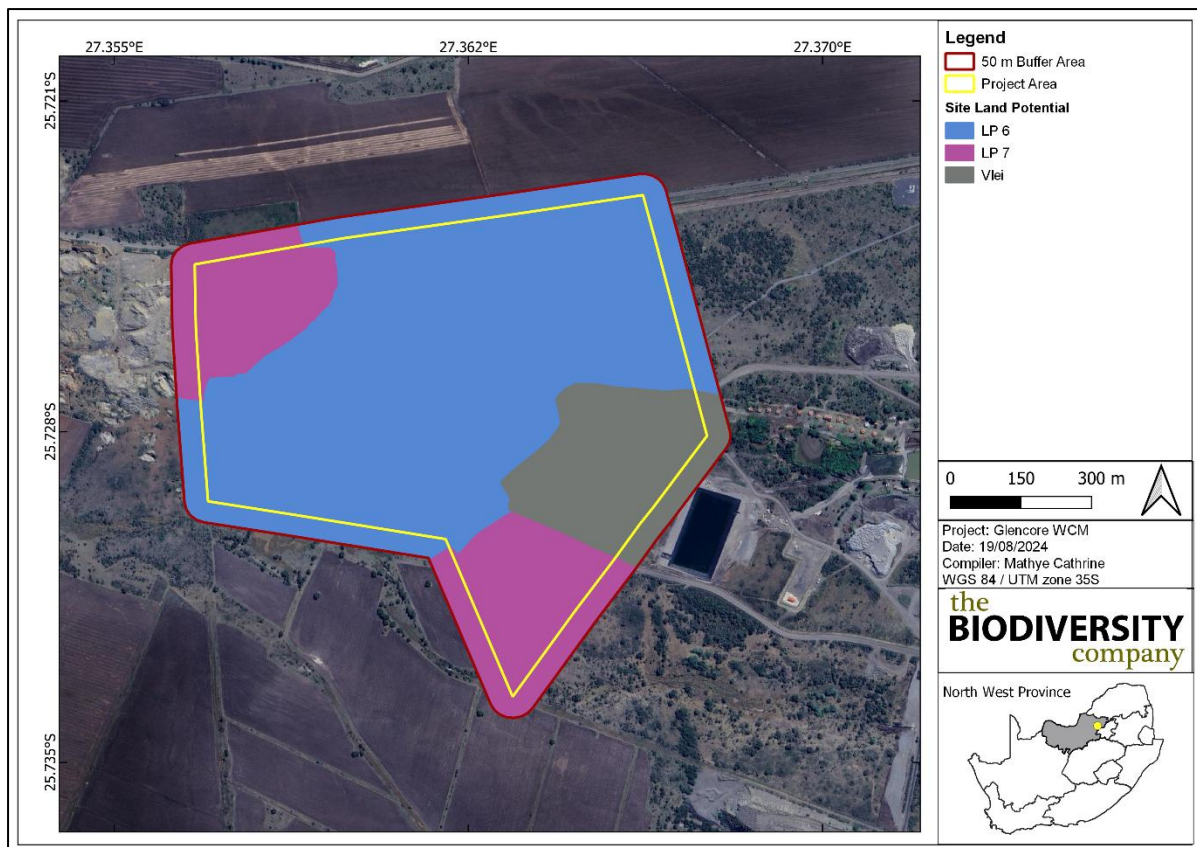 27.355°E 27.362°E 27.370°E
25.721°S
25.728°S
25.735°S
Legend
50 m Buffer Area
Project Area
Site Land Potential
LP 6
LP 7
Vlei
0 150 300 m
Project: Glencore WCM
Date: 19/08/2024
Compiler: Mathye Cathrine
WGS 84 / UTM zone 35S
the
BIODIVERSITY
company
North West Province